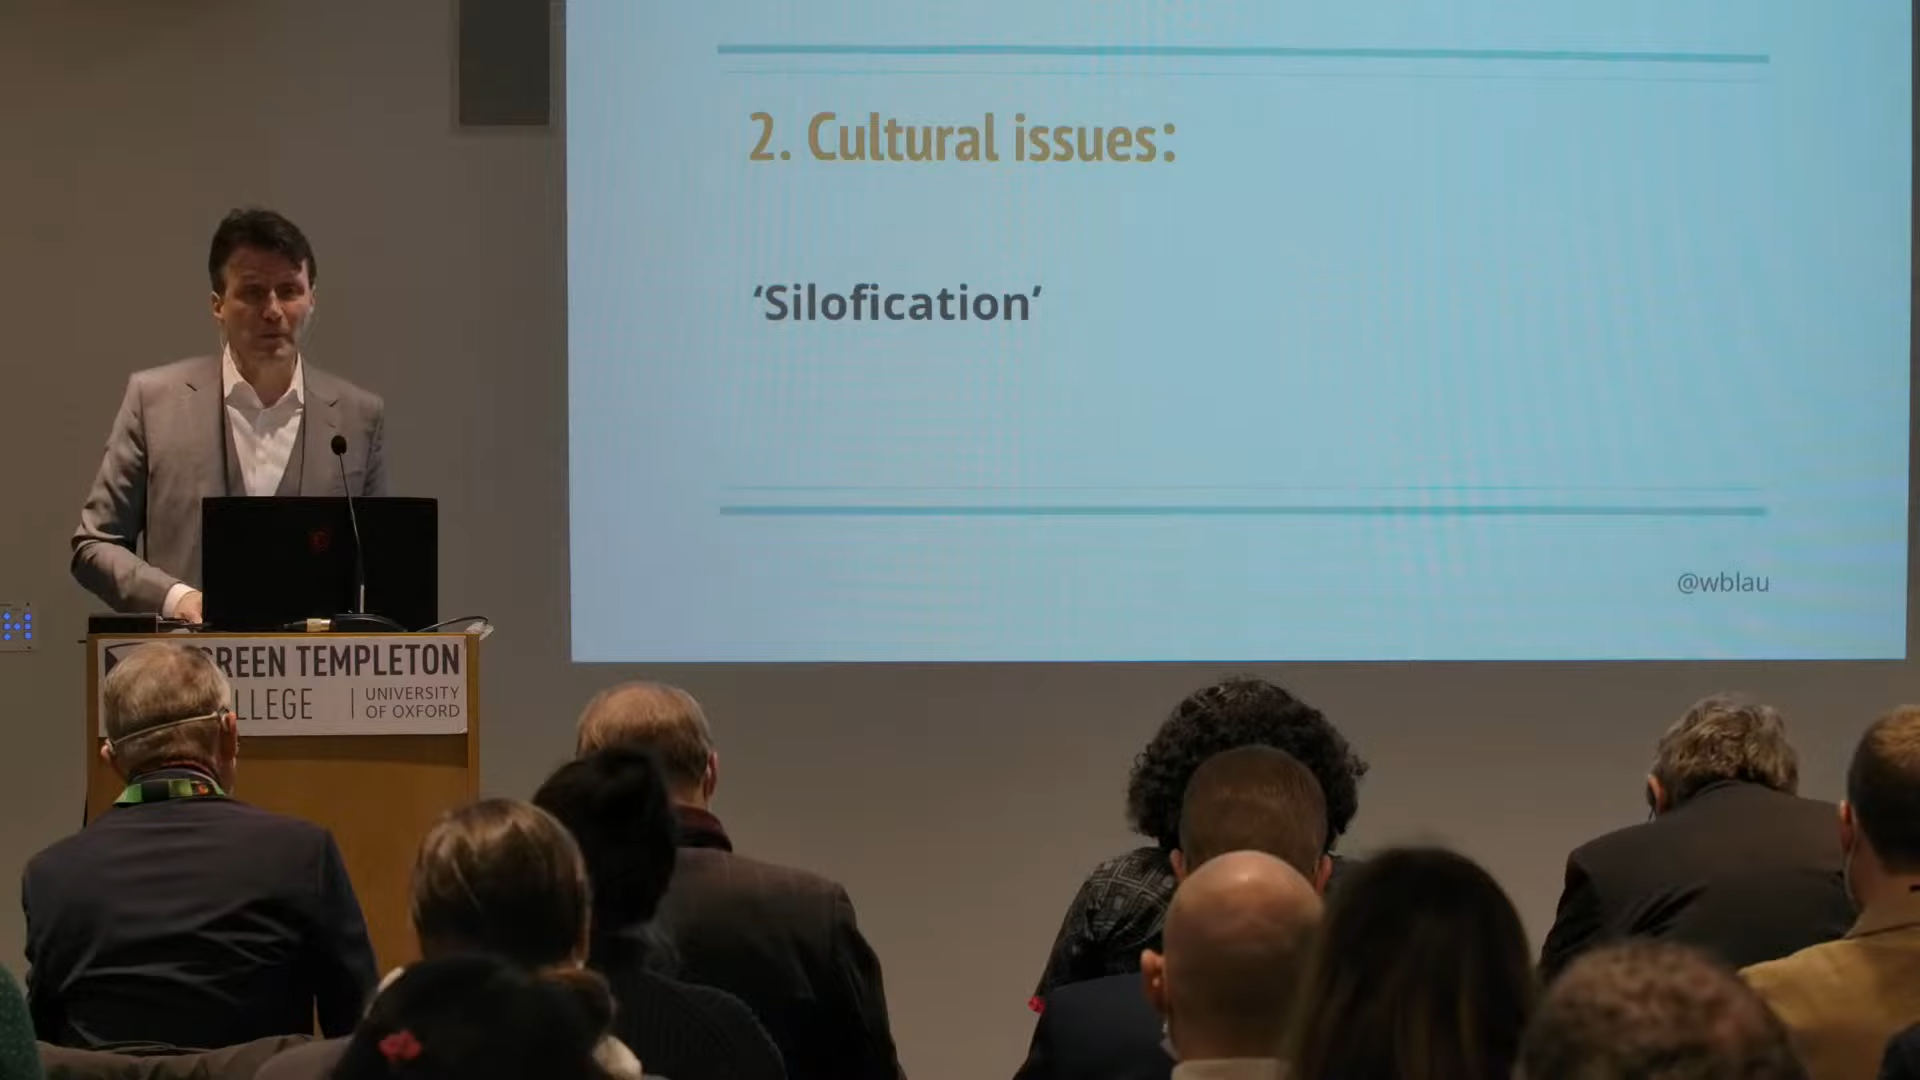 2. Cultural issues:
‘Silofication’
@wblau
REEN TEMPLETON
LLEGE
UNIVERSITY
OF OXFORD